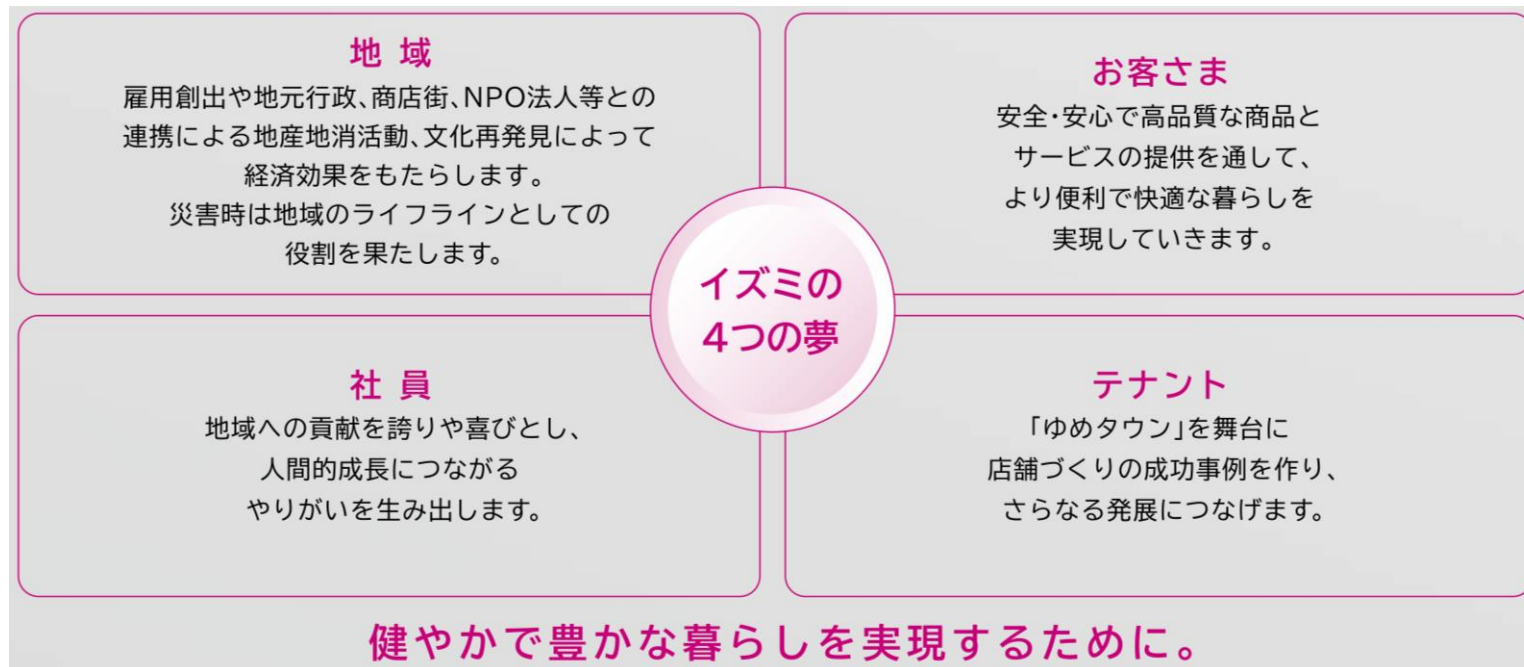 地 域
雇用創出や地元行政、商店街、NPO法人等との
連携による地産地消活動、文化再発見によって
経済効果をもたらします。
災害時は地域のライフラインとしての
役割を果たします。
お客さま
安全・安心で高品質な商品と
サービスの提供を通して、
より便利で快適な暮らしを
実現していきます。
イズミの
4つの夢
社 員
地域への貢献を誇りや喜びとし、
人間的成長につながる
やりがいを生み出します。
テナント
「ゆめタウン」を舞台に
店舗づくりの成功事例を作り、
さらなる発展につなげます。
健やかで豊かな暮らしを実現するために。